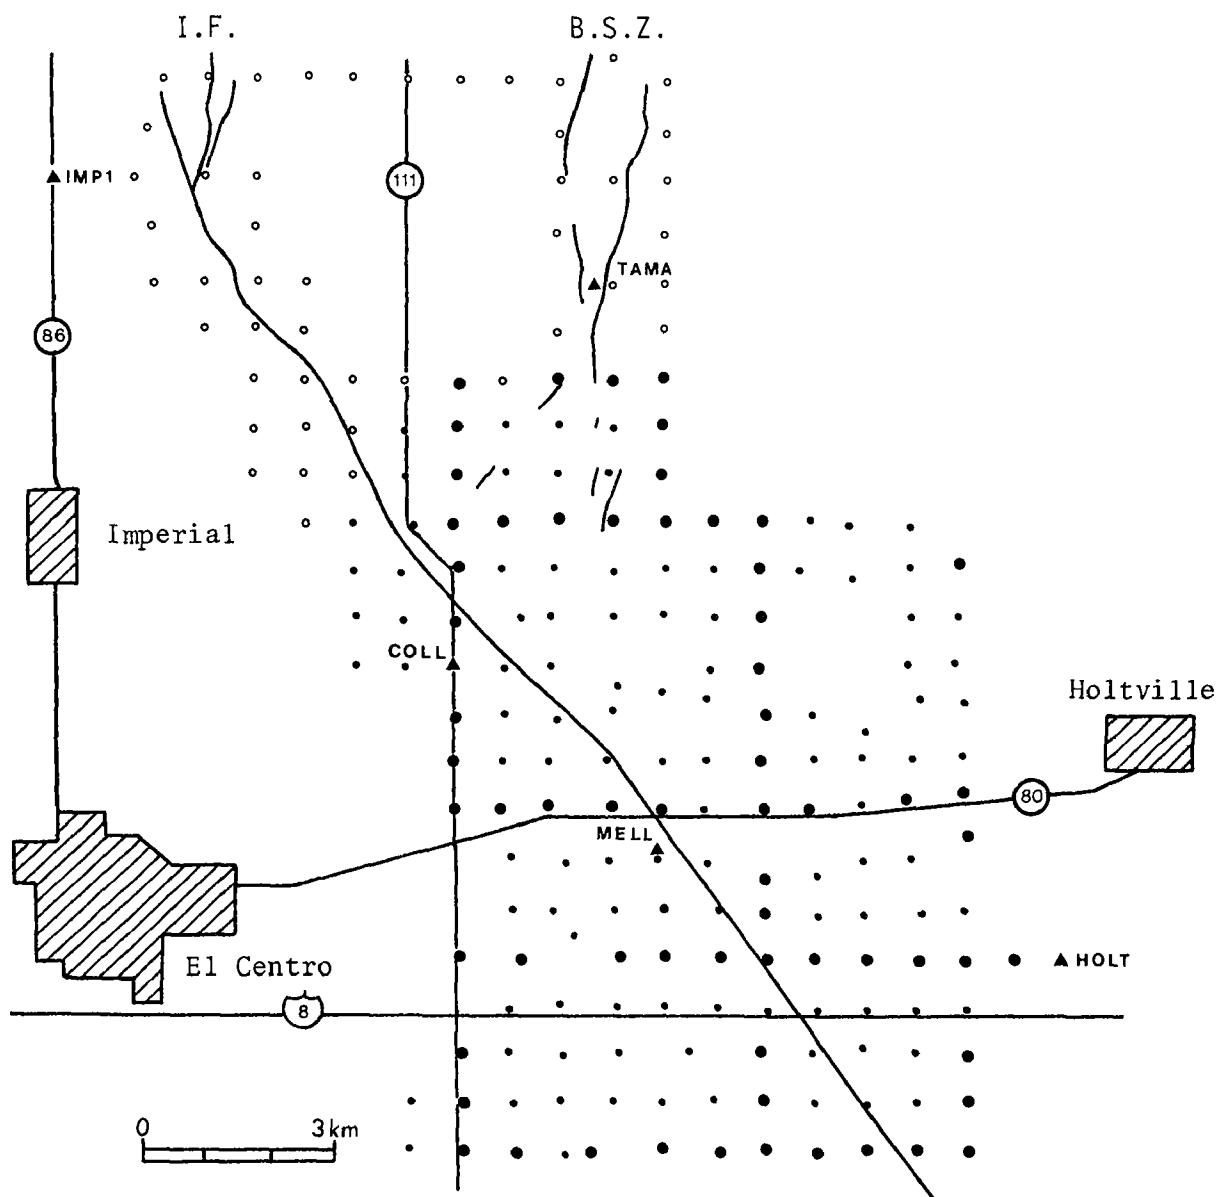 I.F.
B.S.Z.
IMP1
111
TAMA
86
Imperial
COLL
Holtville
80
MELL
El Centro
HOLT
8
0
3km